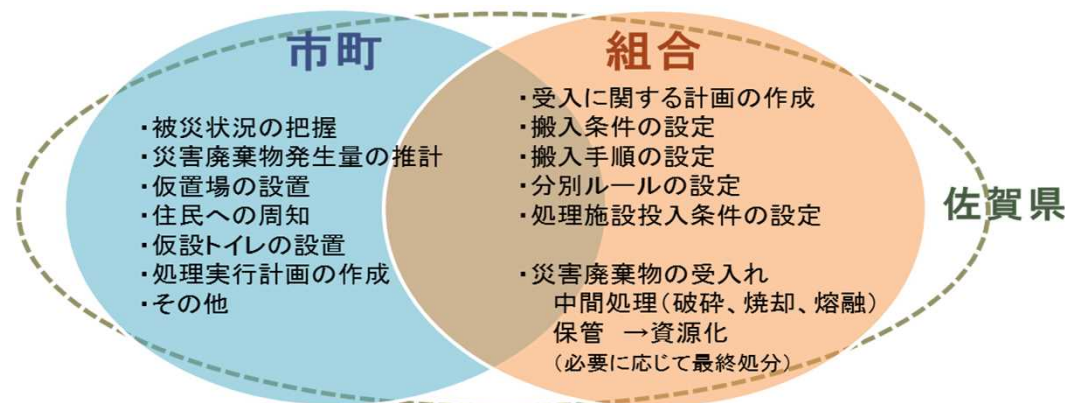 市町
・被災状況の把握
・災害廃棄物発生量の推計
・仮置場の設置
・住民への周知
・仮設トイレの設置
・処理実行計画の作成
・その他
組合
・受入に関する計画の作成
・搬入条件の設定
・搬入手順の設定
・分別ルールの設定
・処理施設投入条件の設定
・災害廃棄物の受入れ
中間処理（破砕、焼却、熔融）
保管　→資源化
（必要に応じて最終処分）
佐賀県